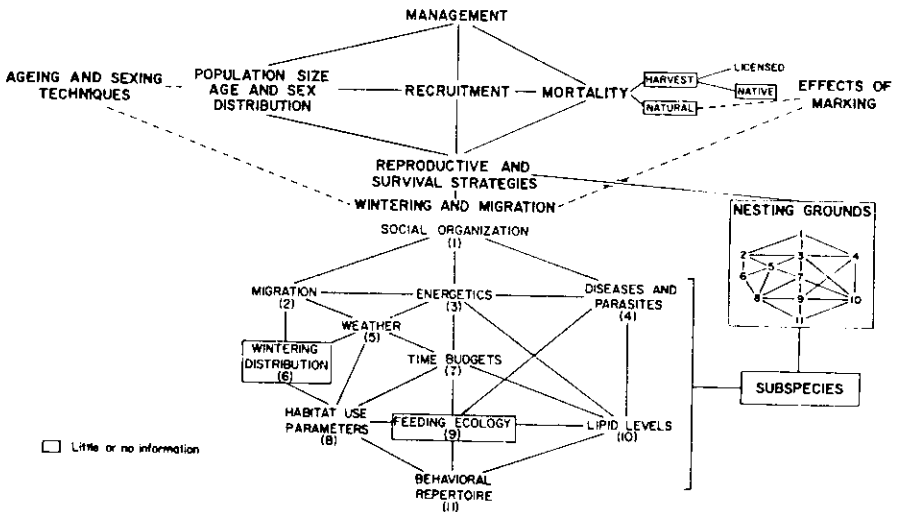 MANAGEMENT
AGEING AND SEXING
TECHNIQUES
POPULATION SIZE
AGE AND SEX
DISTRIBUTION
RECRUITMENT
MORTALITY
HARVEST
LICENSED
NATIVE
NATURAL
EFFECTS OF
MARKING
REPRODUCTIVE AND
SURVIVAL STRATEGIES
WINTERING AND MIGRATION
SOCIAL ORGANIZATION
(1)
MIGRATION
(2)
ENERGETICS
(3)
DISEASES AND
PARASITES
(4)
WEATHER
(5)
WINTERING
DISTRIBUTION
(6)
TIME BUDGETS
(7)
HABITAT USE
PARAMETERS
(8)
FEEDING ECOLOGY
(9)
LIPID LEVELS
(10)
BEHAVIORAL
REPERTOIRE
(11)
NESTING GROUNDS
1
2 3 4
5
6 7
8 9 10
11
SUBSPECIES
Little or no information